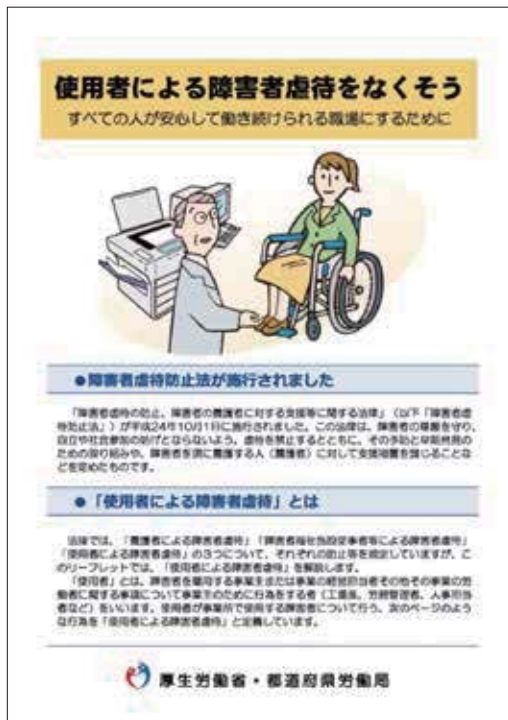 使用者による障害者虐待をなくそう
すべての人が安心して働き続けられる職場にするために
●障害者虐待防止法が施行されました
「障害者虐待の防止、障害者の養護者に対する支援等に関する法律」(以下「障害者虐
待防止法」)が平成24年10月1日に施行されました。この法律は、障害者の尊厳を守り、
自立や社会参加の妨げとならないよう、虐待を禁止するとともに、その予防と早期発見の
ための取り組みや、障害者を現に養護する人(養護者)に対して支援措置を講じることな
どを定めたものです。
●「使用者による障害者虐待」とは
法律では、「養護者による障害者虐待」「障害者福祉施設従事者等による障害者虐待」
「使用者による障害者虐待」の3つについて、それぞれの防止等を規定していますが、こ
のリーフレットでは、「使用者による障害者虐待」を解説します。
「使用者」とは、障害者を雇用する事業主または事業の経営担当者その他その事業の労
働者に関する事項について事業主のために行為をする者(工場長、労務管理者、人事担当
者など)をいいます。使用者が事業所で使用する障害者について行う、次のページのよう
な行為を「使用者による障害者虐待」と定義しています。
厚生労働省・都道府県労働局